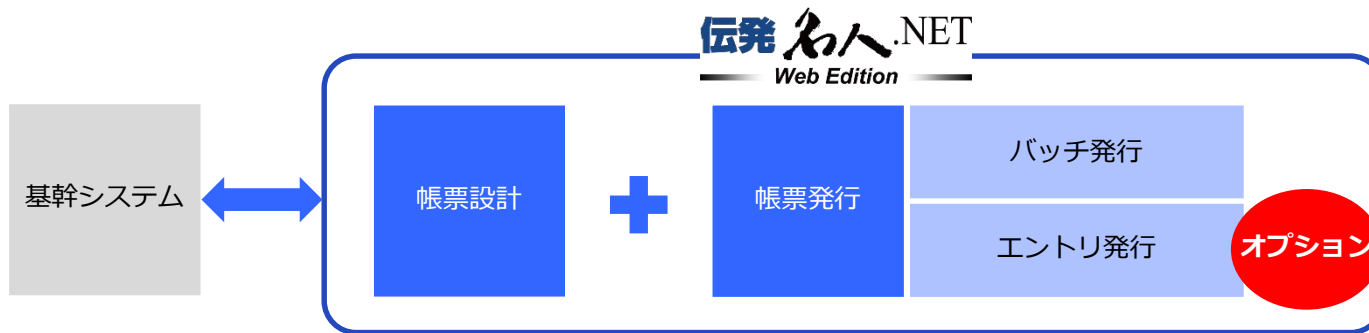 伝発名人.NET
Web Edition
基幹システム
帳票設計
帳票発行
バッチ発行
エントリ発行
オプション